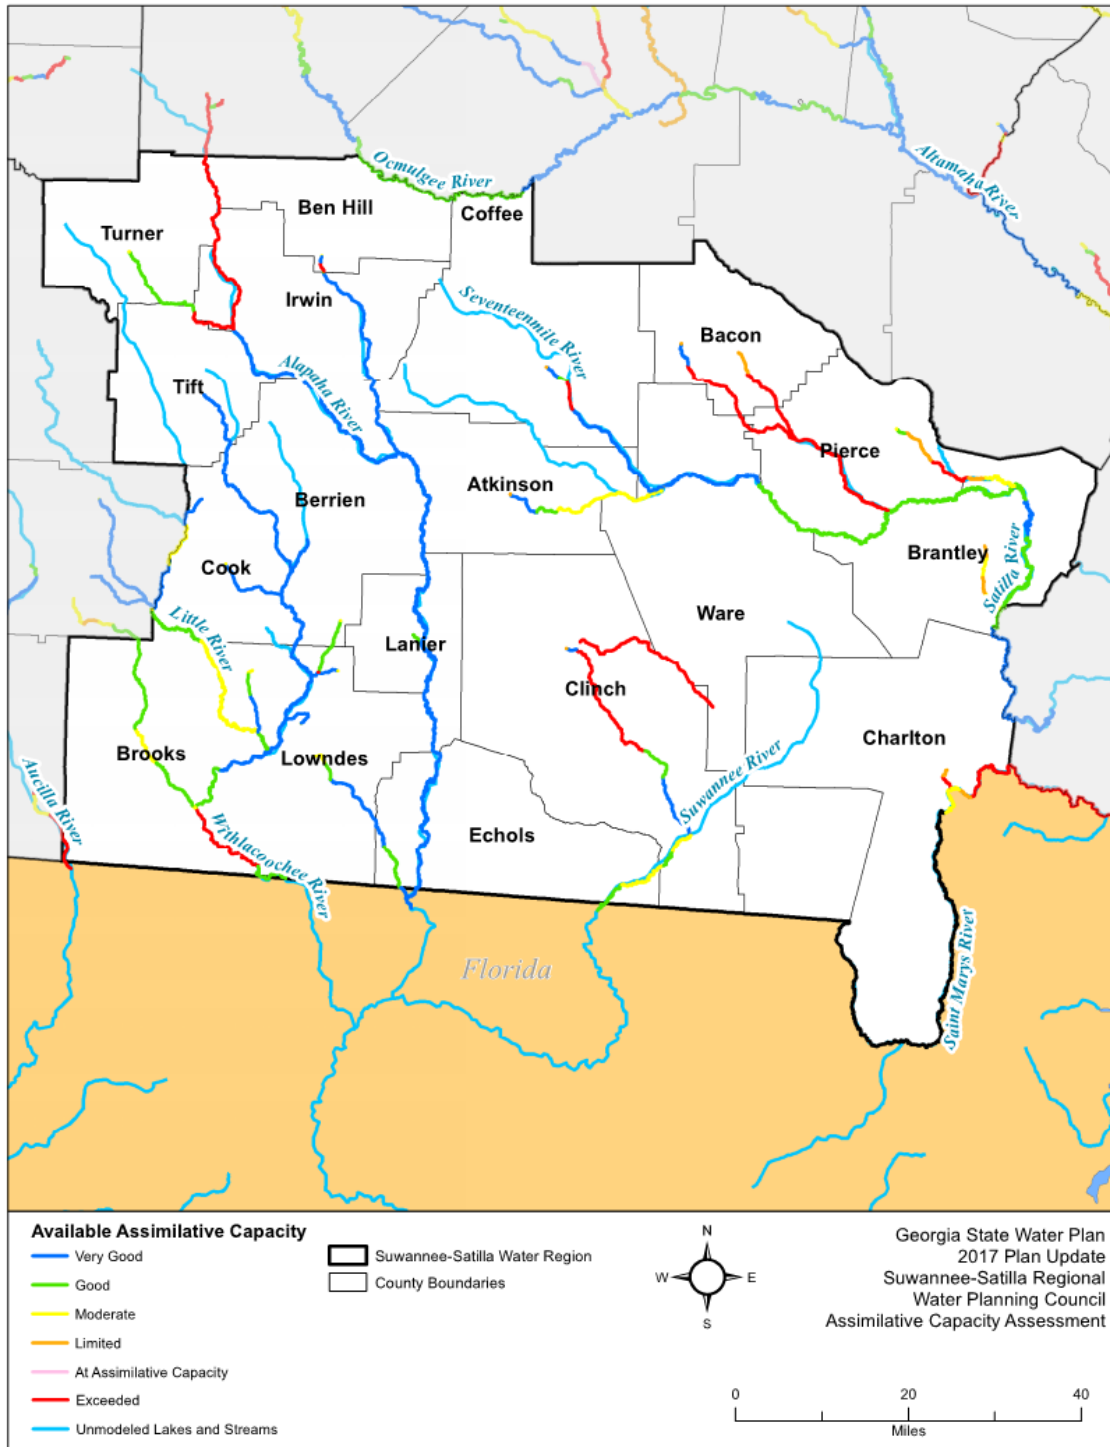 Ocmulgee River
Altamaha River
Ben Hill
Coffee
Turner
Irwin
Seventeenmile River
Bacon
Alapaha River
Tift
Pierce
Atkinson
Berrien
Brantley
Cook
Satilla River
Little River
Ware
Lanier
Clinch
Charlton
Brooks
Lowndes
Suwannee River
Aucilla River
Withlacoochee River
Echols
Florida
Saint Marys River
Available Assimilative Capacity
Very Good
Good
Moderate
Limited
At Assimilative Capacity
Exceeded
Unmodeled Lakes and Streams
Suwannee-Satilla Water Region
County Boundaries
N
W E
S
Georgia State Water Plan
2017 Plan Update
Suwannee-Satilla Regional
Water Planning Council
Assimilative Capacity Assessment
0 20 40
Miles